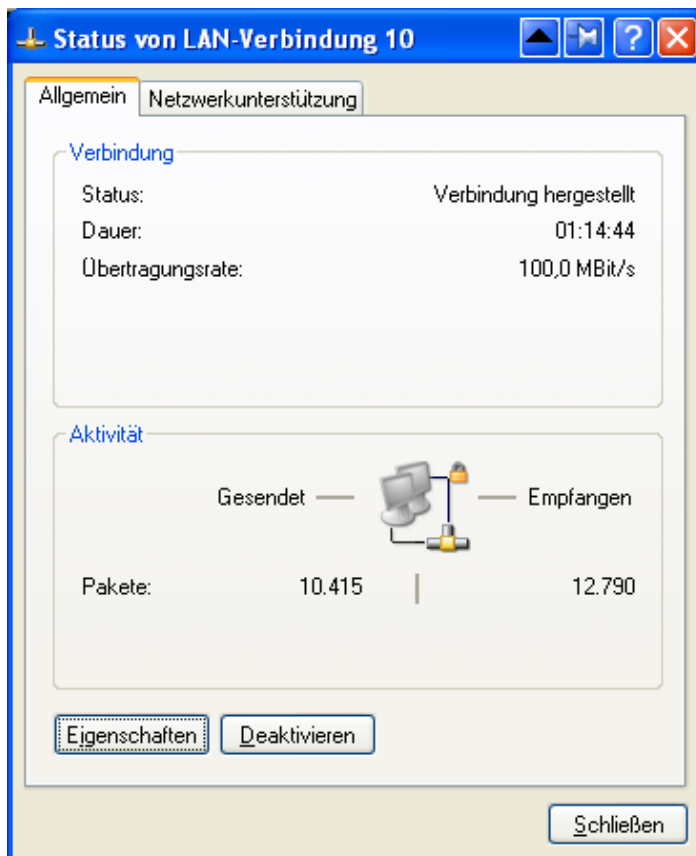 Status von LAN-Verbindung 10
Allgemein Netzwerkunterstützung
Verbindung
Status: Verbindung hergestellt
Dauer: 01:14:44
Übertragungsrate: 100,0 MBit/s
Aktivität
Gesendet Empfangen
Pakete: 10.415 12.790
Eigenschaften Deaktivieren
Schließen